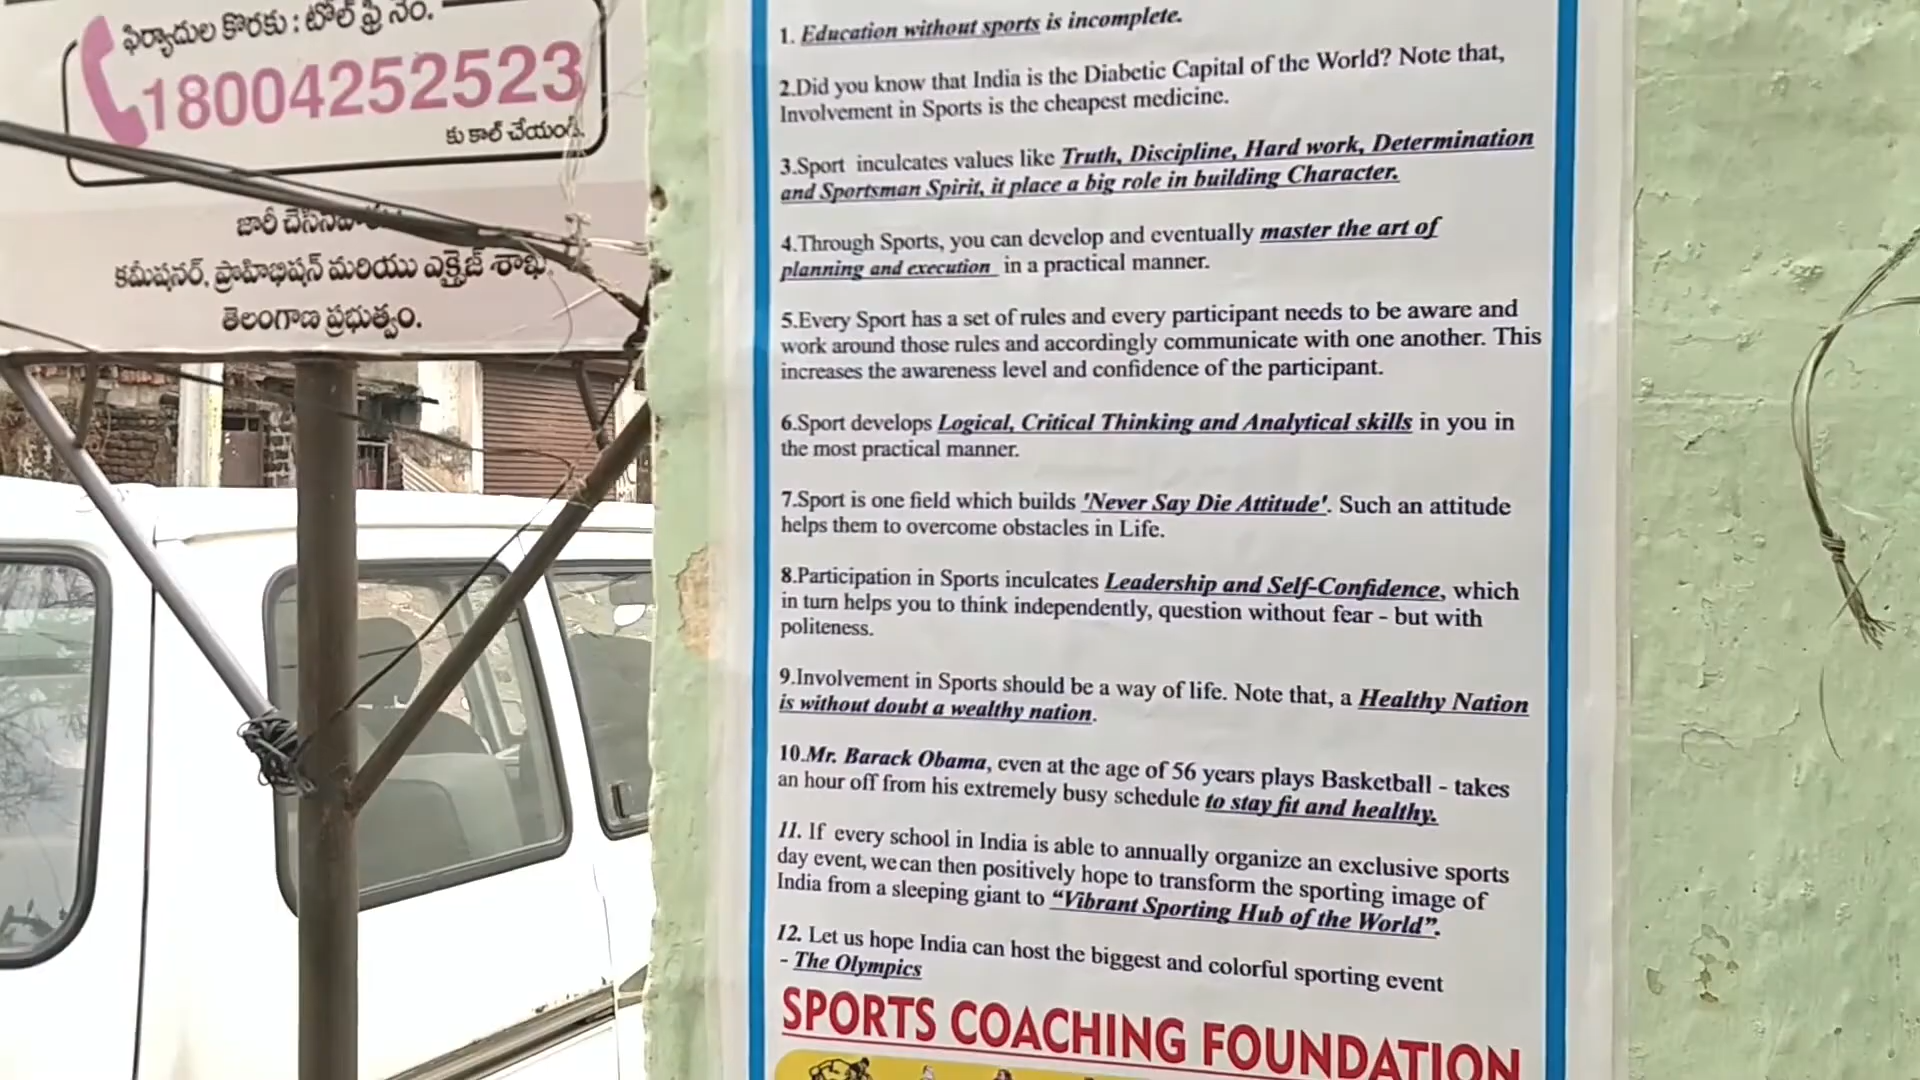 ఫిర్యాదుల కొరకు : టోల్ ఫ్రీ నెం.
18004252523
కు కాల్ చేయండి.
జారీ చేసినవారు
కమీషనర్, ప్రొహిభిషన్ మరియు ఎక్సైజ్ శాఖ,
తెలంగాణ ప్రభుత్వం.
1. Education without sports is incomplete.
2.Did you know that India is the Diabetic Capital of the World? Note that,
Involvement in Sports is the cheapest medicine.
3.Sport inculcates values like Truth, Discipline, Hard work, Determination
and Sportsman Spirit, it place a big role in building Character.
4.Through Sports, you can develop and eventually master the art of
planning and execution in a practical manner.
5.Every Sport has a set of rules and every participant needs to be aware and
work around those rules and accordingly communicate with one another. This
increases the awareness level and confidence of the participant.
6.Sport develops Logical, Critical Thinking and Analytical skills in you in
the most practical manner.
7.Sport is one field which builds 'Never Say Die Attitude'. Such an attitude
helps them to overcome obstacles in Life.
8.Participation in Sports inculcates Leadership and Self-Confidence, which
in turn helps you to think independently, question without fear - but with
politeness.
9.Involvement in Sports should be a way of life. Note that, a Healthy Nation
is without doubt a wealthy nation.
10.Mr. Barack Obama, even at the age of 56 years plays Basketball - takes
an hour off from his extremely busy schedule to stay fit and healthy.
11. If every school in India is able to annually organize an exclusive sports
day event, we can then positively hope to transform the sporting image of
India from a sleeping giant to “Vibrant Sporting Hub of the World”.
12. Let us hope India can host the biggest and colorful sporting event
- The Olympics
SPORTS COACHING FOUNDATION